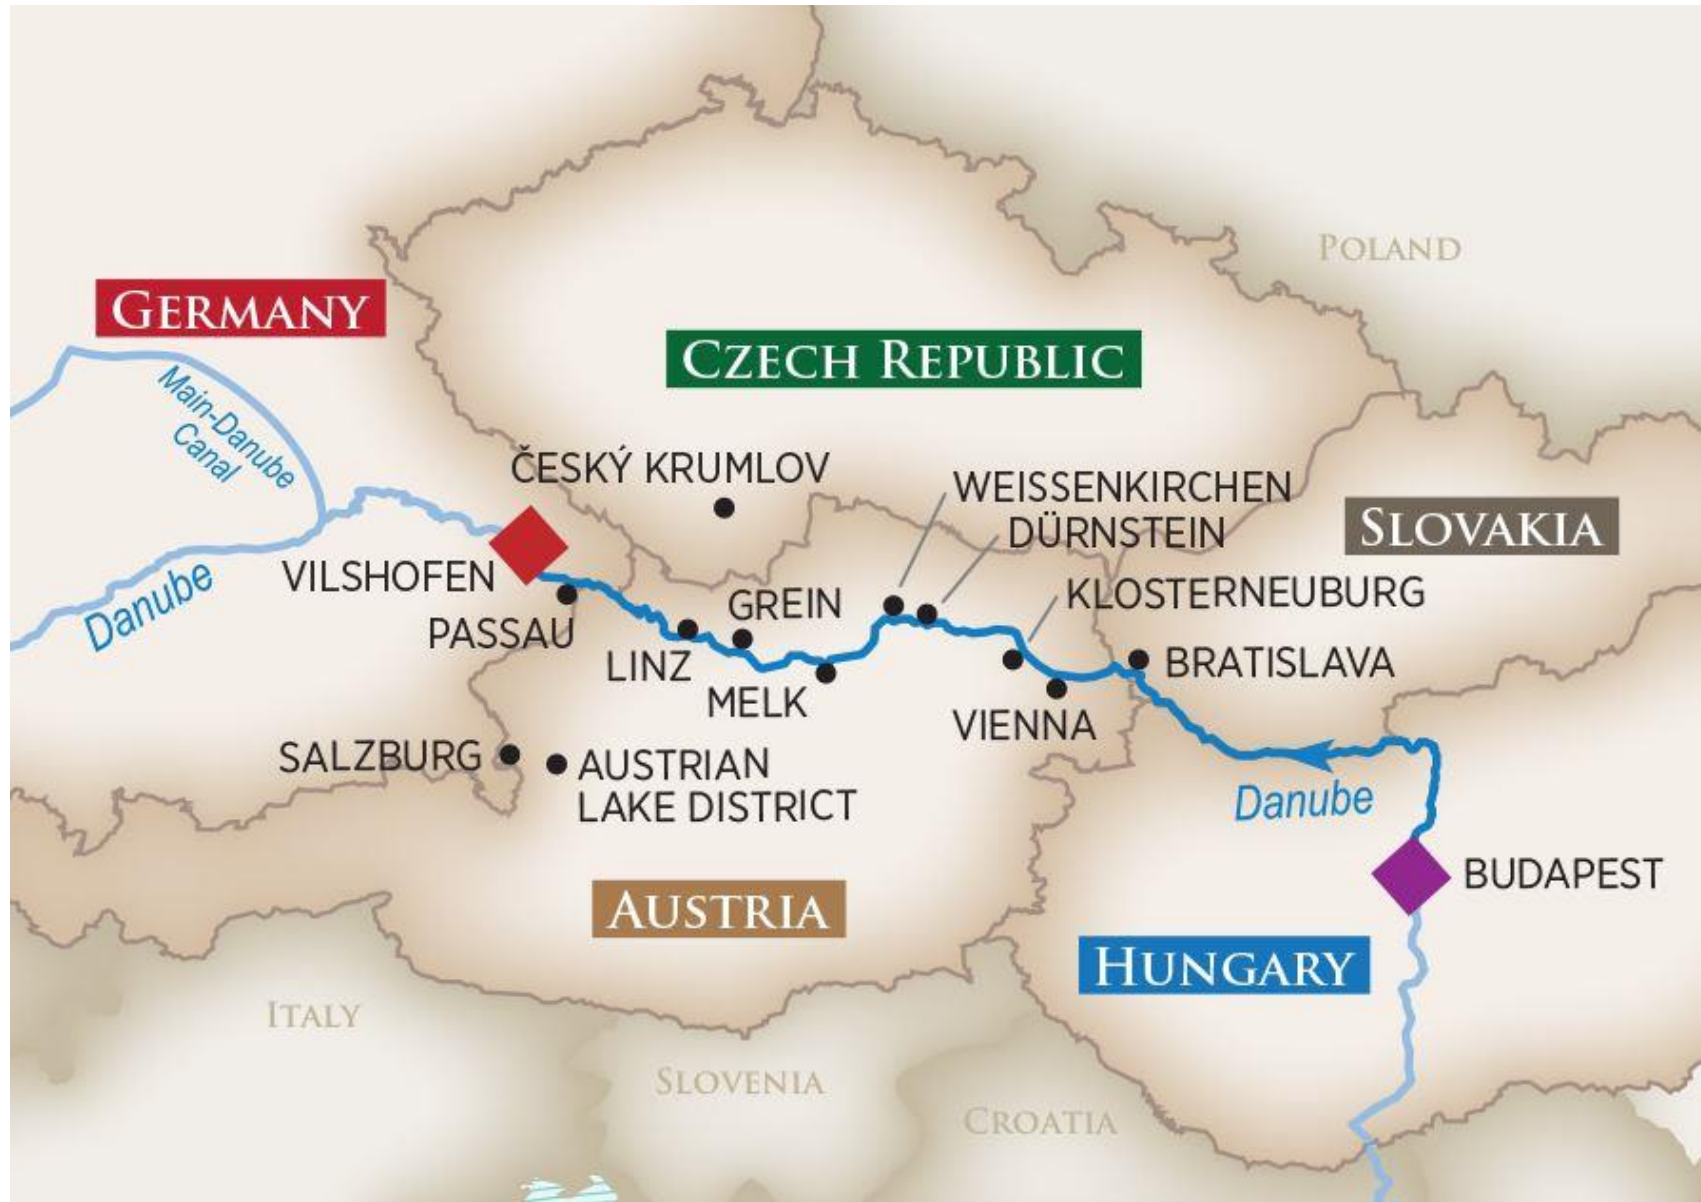 POLAND
GERMANY
CZECH REPUBLIC
Main-Danube
Canal
ČESKÝ KRUMLOV
WEISSENKIRCHEN
DÜRNSTEIN
SLOVAKIA
VILSHOFEN
Danube
PASSAU
GREIN
KLOSTERNEUBURG
LINZ
BRATISLAVA
MELK
VIENNA
SALZBURG
AUSTRIAN
LAKE DISTRICT
Danube
BUDAPEST
AUSTRIA
HUNGARY
ITALY
SLOVENIA
CROATIA